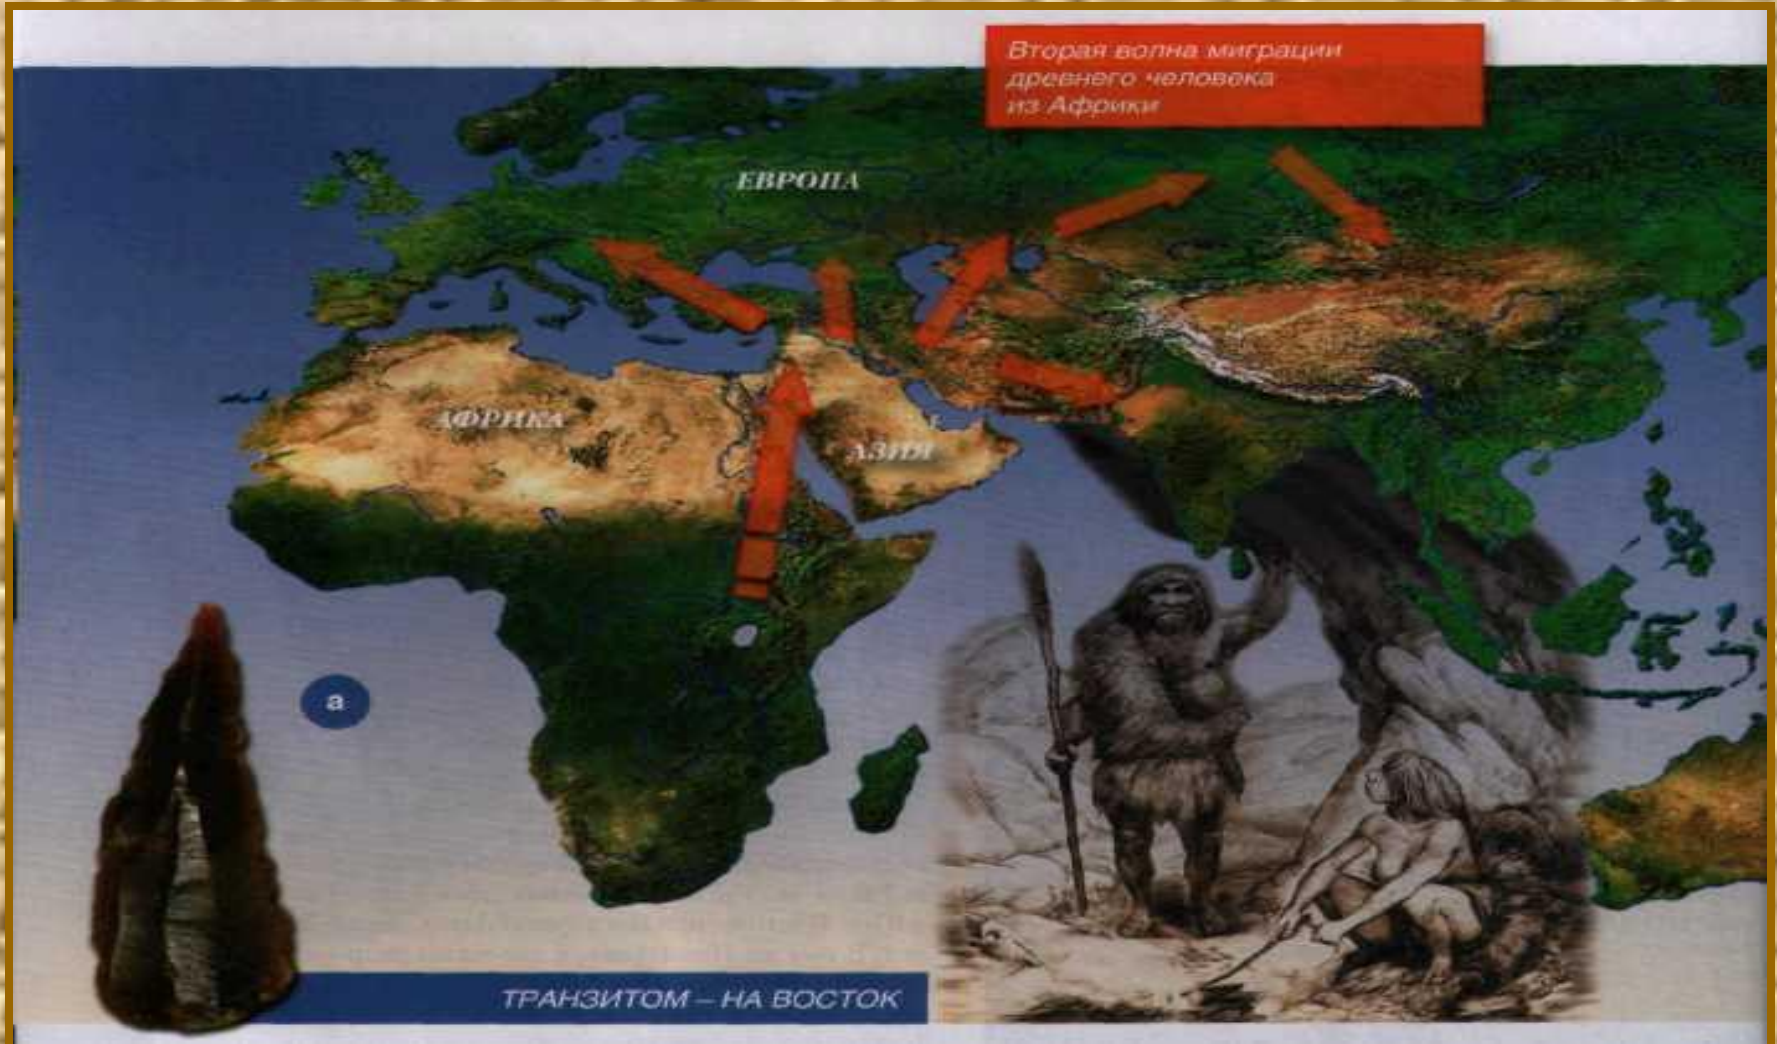 Вторая волна миграции
древнего человека
из Африки
ЕВРОПА
АФРИКА
АЗИЯ
а
ТРАНЗИТОМ – НА ВОСТОК